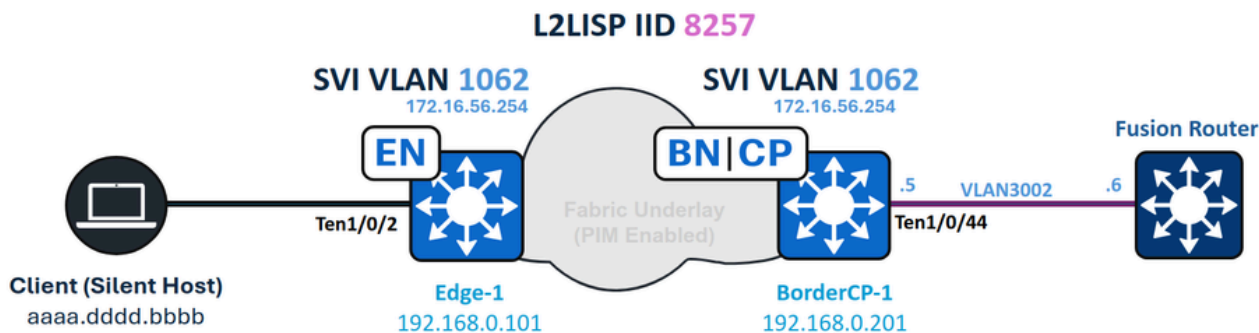 L2LISP IID 8257
SVI VLAN 1062
172.16.56.254
SVI VLAN 1062
172.16.56.254
Fusion Router
EN
BN|CP
.5
VLAN3002
.6
Ten1/0/2
Fabric Underlay
(PIM Enabled)
Ten1/0/44
Client (Silent Host)
aaaa.dddd.bbbb
Edge-1
192.168.0.101
BorderCP-1
192.168.0.201